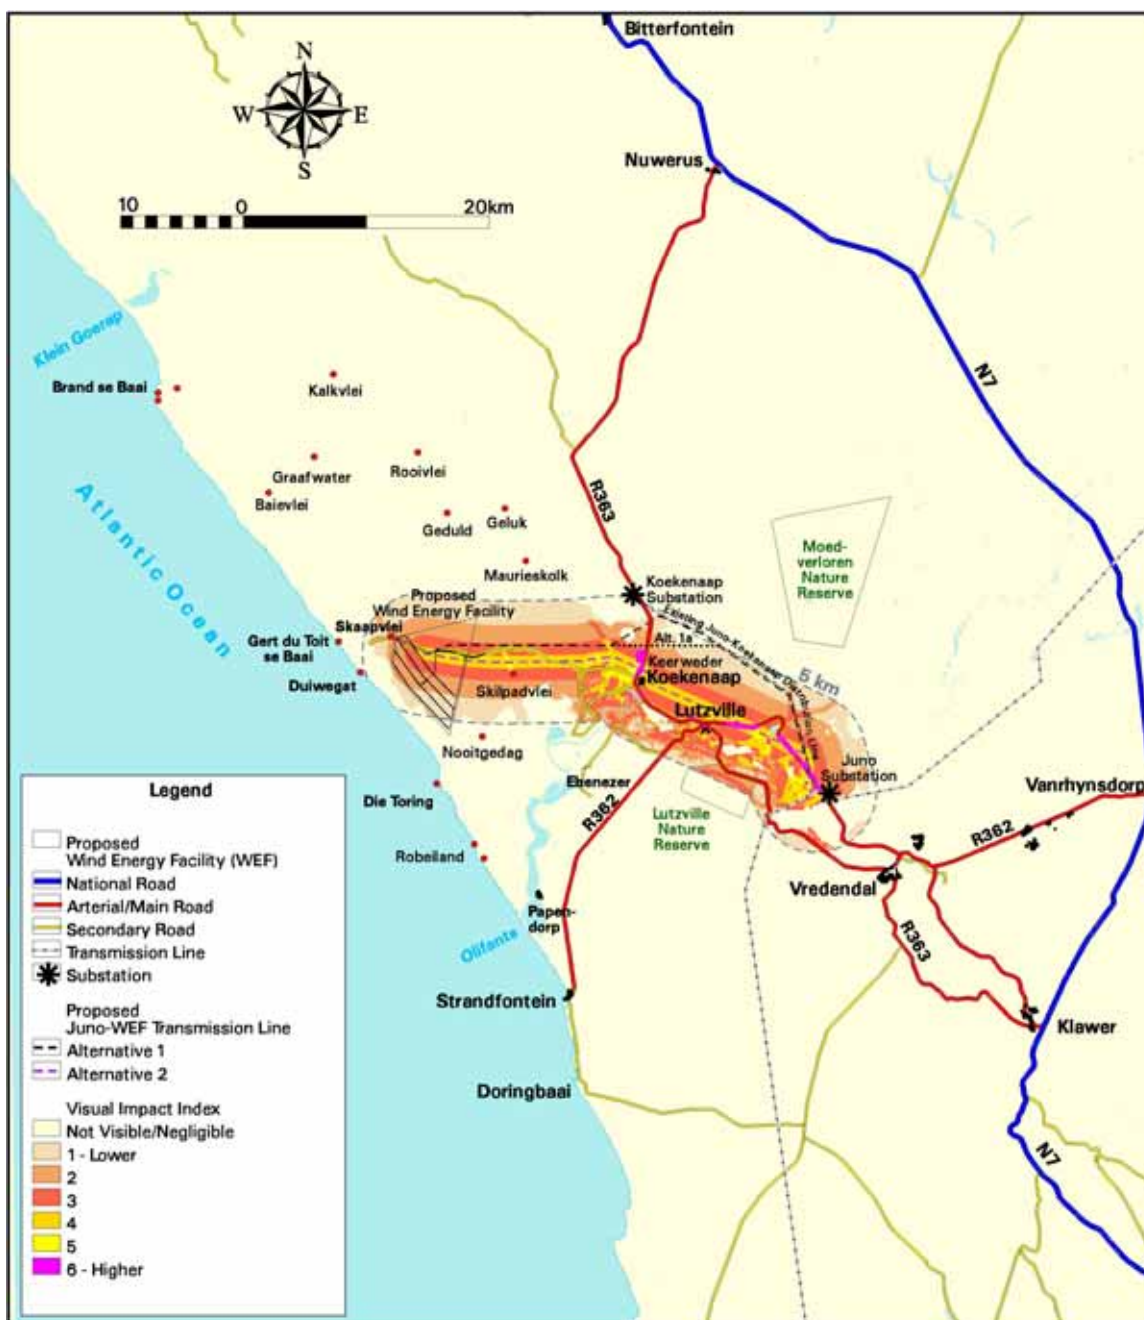 Bitterfontein
N
W E
S
Nuwerus
10 0 20km
Klein Goerap
N7
Brand se Baai
Kalkvlei
Graafwater
Rooivlei
Baievlei
R363
Geduld
Geluk
Atlantic Ocean
Moed-
verloren
Nature
Reserve
Maurieskolk
Koekenaap
Substation
Proposed
Wind Energy Facility
Existing Juno-Koekenaap Distribution Line
Skaapvlei
Alt. 1a
Gert du Toit
se Baai
Keerweder
Koekenaap
5 km
Duiwegat
Skilpadvlei
Lutzville
Nooitgedag
Juno
Substation
Ebenezer
Vanrhynsdorp
Die Toring
R362
Lutzville
Nature
Reserve
R362
Robeiland
Vredendal
Papen-
dorp
R363
Olifants
Strandfontein
Klawer
Doringbaai
N7
Legend
Proposed
Wind Energy Facility (WEF)
National Road
Arterial/Main Road
Secondary Road
Transmission Line
Substation
Proposed
Juno-WEF Transmission Line
Alternative 1
Alternative 2
Visual Impact Index
Not Visible/Negligible
1 - Lower
2
3
4
5
6 - Higher